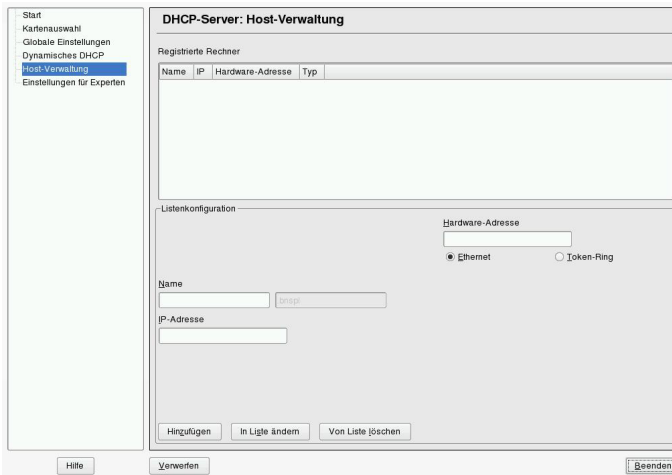 Start
Kartenauswahl
Globale Einstellungen
Dynamisches DHCP
Host-Verwaltung
Einstellungen für Experten
DHCP-Server: Host-Verwaltung
Registrierte Rechner
Name IP Hardware-Adresse Typ
Listenkonfiguration
Hardware-Adresse
Ethernet Token-Ring
Name
IP-Adresse
Hinzufügen In Liste ändern Von Liste löschen
Hilfe Verwerfen Beenden